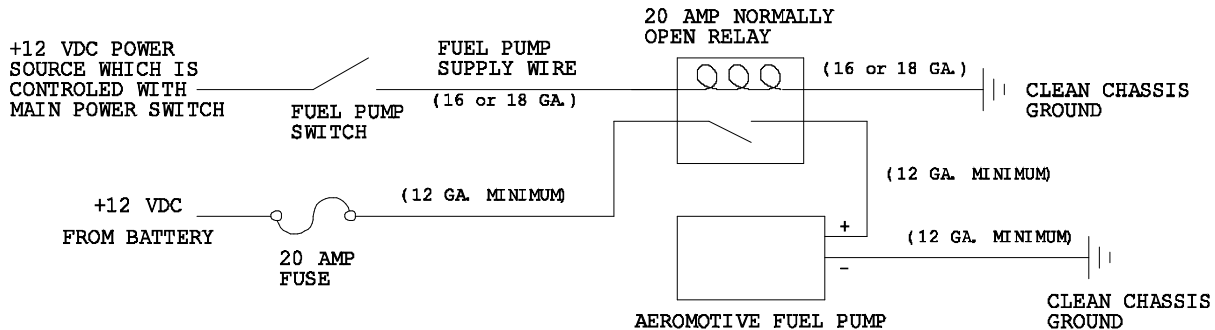 20 AMP NORMALLY
OPEN RELAY
+12 VDC POWER
SOURCE WHICH IS
CONTROLED WITH
MAIN POWER SWITCH
FUEL PUMP
SWITCH
FUEL PUMP
SUPPLY WIRE
(16 or 18 GA.)
(16 or 18 GA.)
CLEAN CHASSIS
GROUND
+12 VDC
FROM BATTERY
20 AMP
FUSE
(12 GA. MINIMUM)
(12 GA. MINIMUM)
+
-
(12 GA. MINIMUM)
CLEAN CHASSIS
GROUND
AEROMOTIVE FUEL PUMP